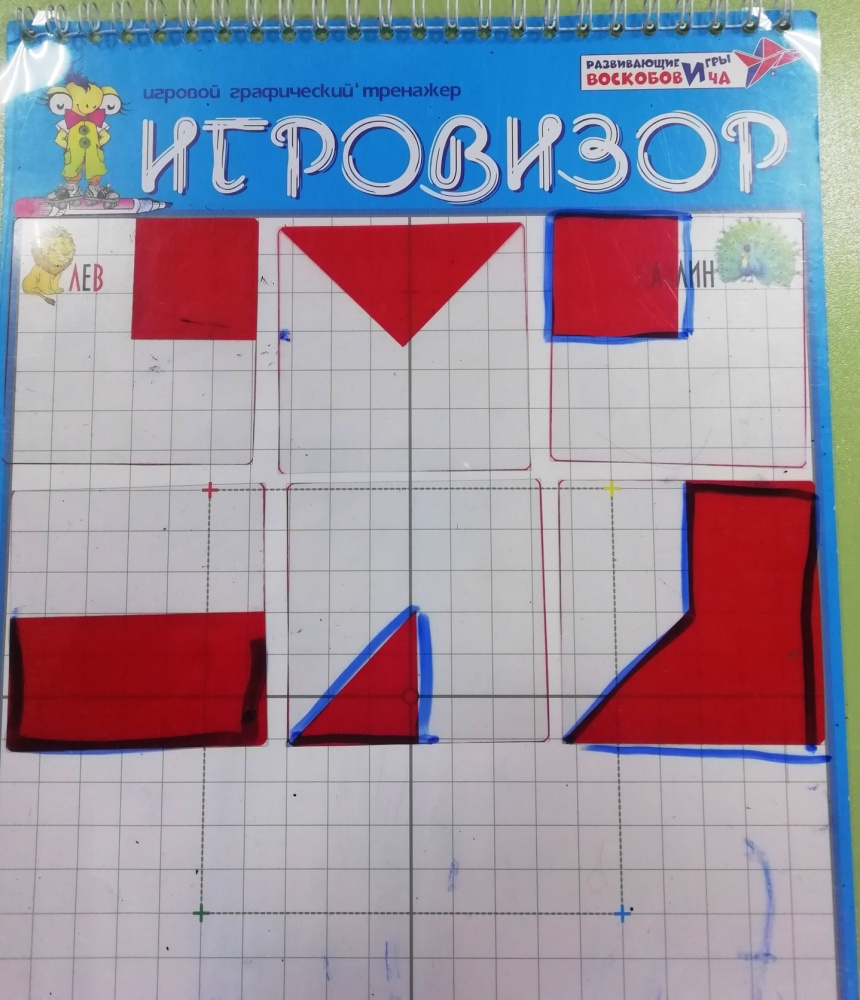 РАЗВИВАЮЩИЕ ИГРЫ
ВОСКОБОВИЧА
игровой графический тренажер
ИГРОВИЗОР
ЛЕВ